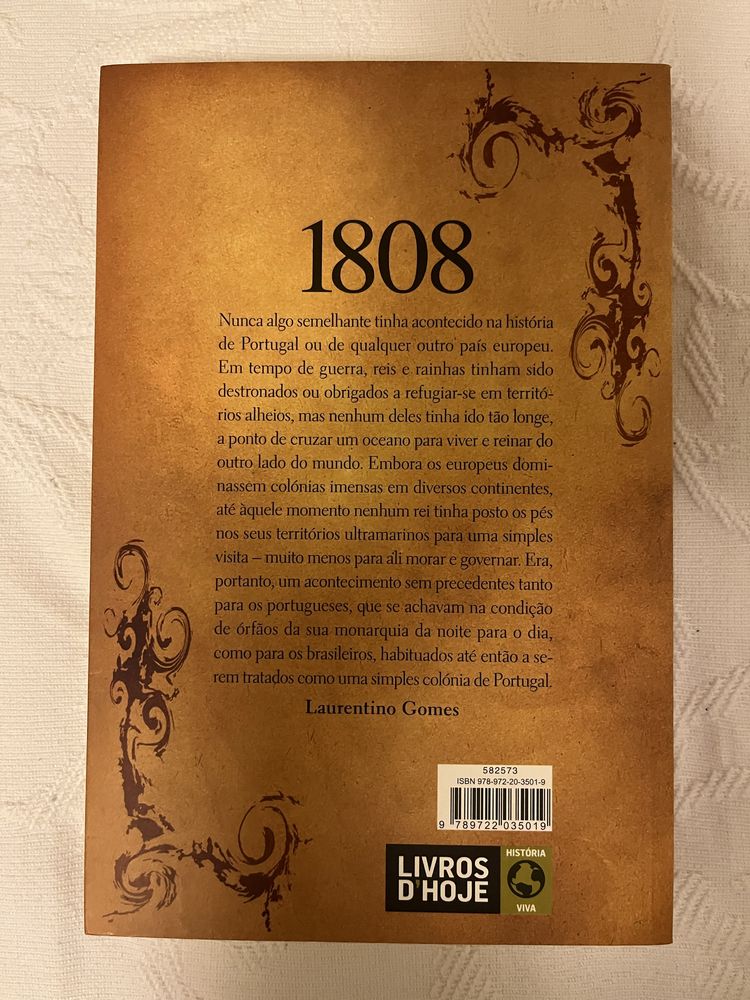 1808
Nunca algo semelhante tinha acontecido na história
de Portugal ou de qualquer outro país europeu.
Em tempo de guerra, reis e rainhas tinham sido
destronados ou obrigados a refugiar-se em territó-
rios alheios, mas nenhum deles tinha ido tão longe,
a ponto de cruzar um oceano para viver e reinar do
outro lado do mundo. Embora os europeus domi-
nassem colónias imensas em diversos continentes,
até àquele momento nenhum rei tinha posto os pés
nos seus territórios ultramarinos para uma simples
visita – muito menos para ali morar e governar. Era,
portanto, um acontecimento sem precedentes tanto
para os portugueses, que se achavam na condição
de órfãos da sua monarquia da noite para o dia,
como para os brasileiros, habituados até então a se-
rem tratados como uma simples colónia de Portugal.
Laurentino Gomes
582573
ISBN 978-972-20-3501-9
9 789722 035019
LIVROS
D'HOJE
HISTÓRIA
VIVA